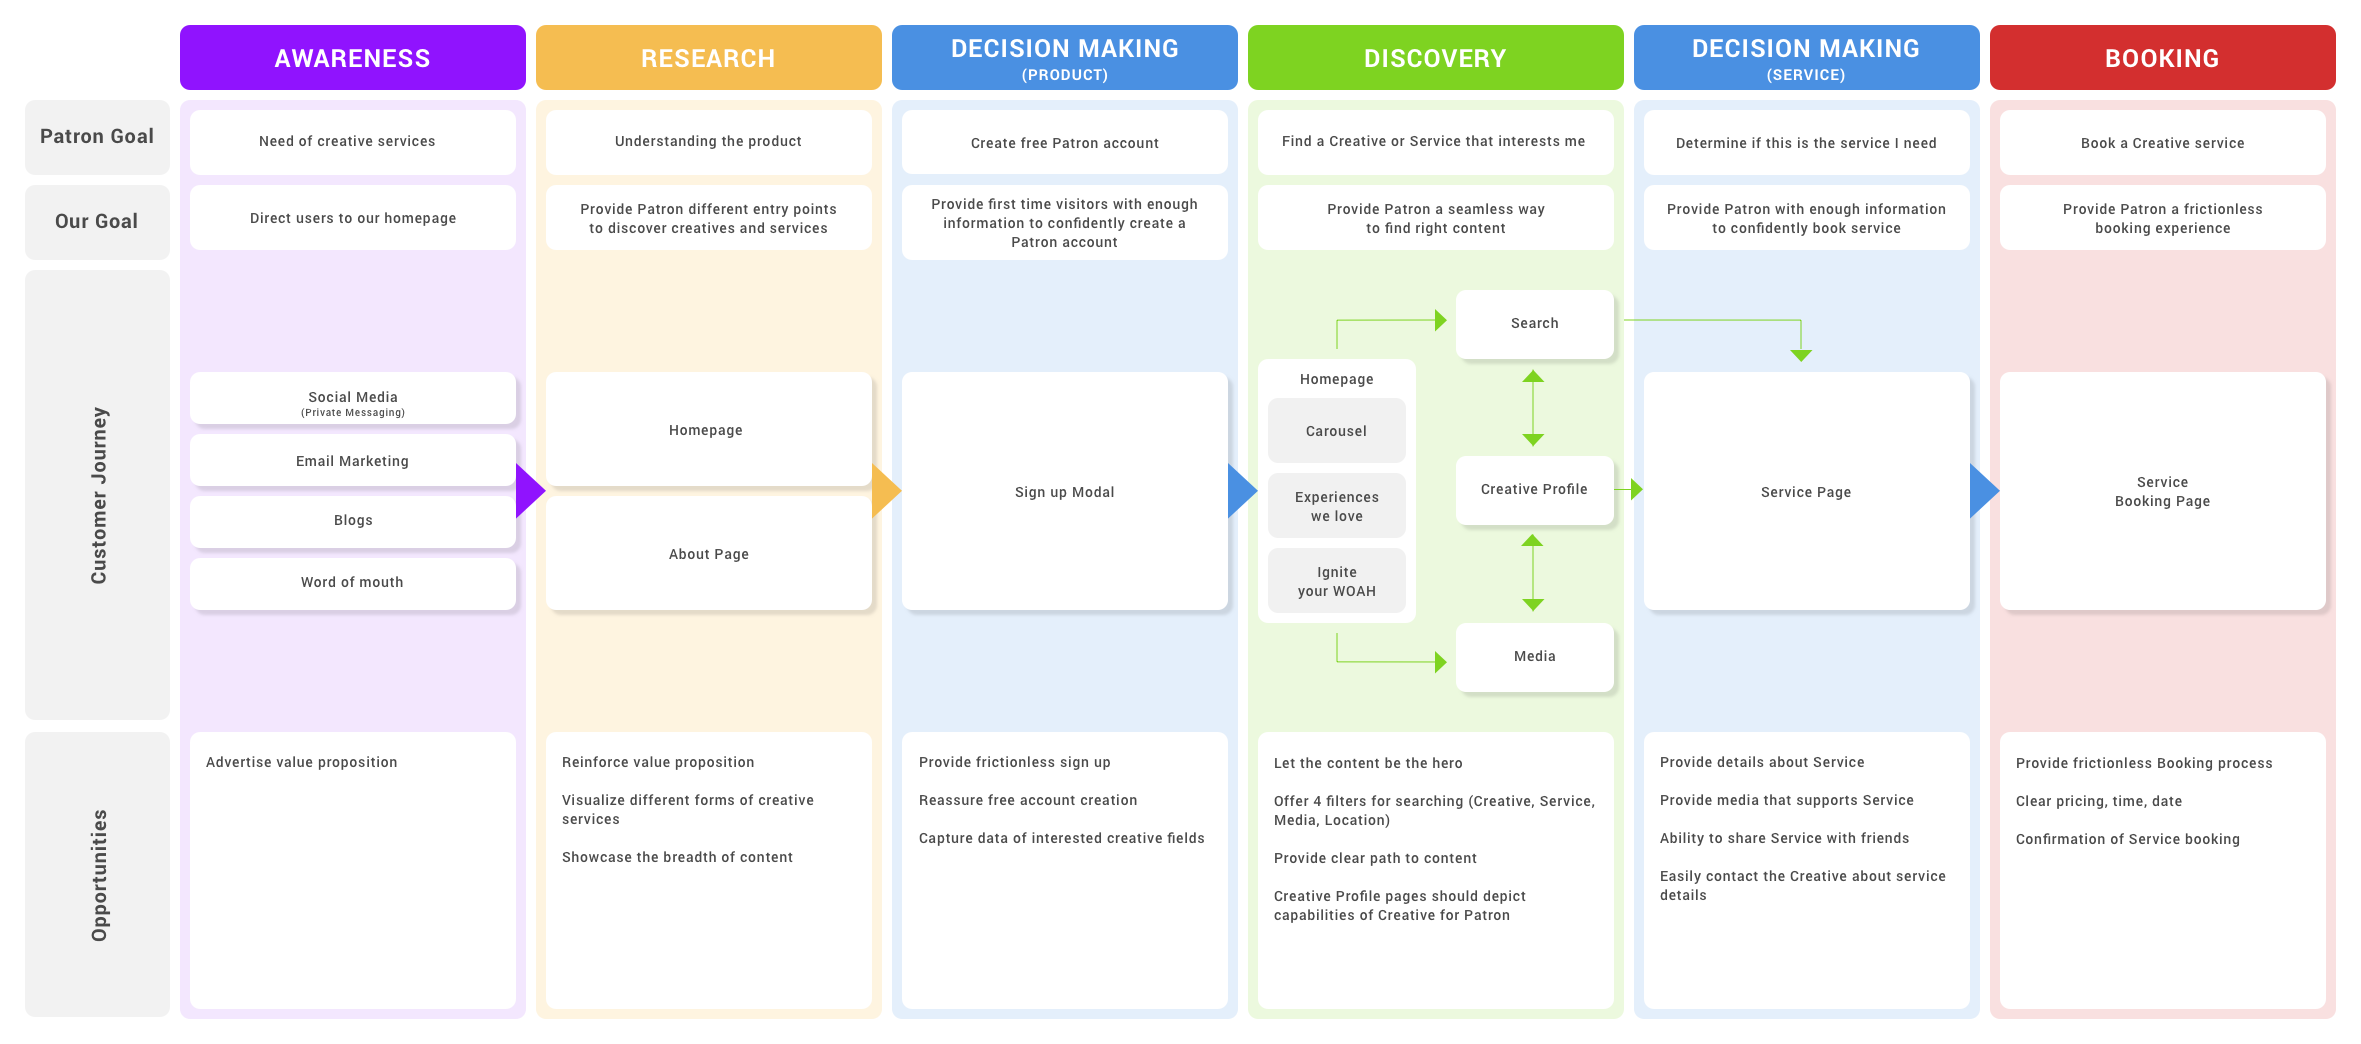 AWARENESS
RESEARCH
DECISION MAKING
(PRODUCT)
DISCOVERY
DECISION MAKING
(SERVICE)
BOOKING
Patron Goal
Need of creative services
Understanding the product
Create free Patron account
Find a Creative or Service that interests me
Determine if this is the service I need
Book a Creative service
Our Goal
Direct users to our homepage
Provide Patron different entry points
to discover creatives and services
Provide first time visitors with enough
information to confidently create a
Patron account
Provide Patron a seamless way
to find right content
Provide Patron with enough information
to confidently book service
Provide Patron a frictionless
booking experience
Customer Journey
Social Media
(Private Messaging)
Email Marketing
Blogs
Word of mouth
Homepage
About Page
Sign up Modal
Homepage
Carousel
Experiences
we love
Ignite
your WOAH
Search
Creative Profile
Media
Service Page
Service
Booking Page
Opportunities
Advertise value proposition
Reinforce value proposition
Visualize different forms of creative
services
Showcase the breadth of content
Provide frictionless sign up
Reassure free account creation
Capture data of interested creative fields
Let the content be the hero
Offer 4 filters for searching (Creative, Service,
Media, Location)
Provide clear path to content
Creative Profile pages should depict
capabilities of Creative for Patron
Provide details about Service
Provide media that supports Service
Ability to share Service with friends
Easily contact the Creative about service
details
Provide frictionless Booking process
Clear pricing, time, date
Confirmation of Service booking